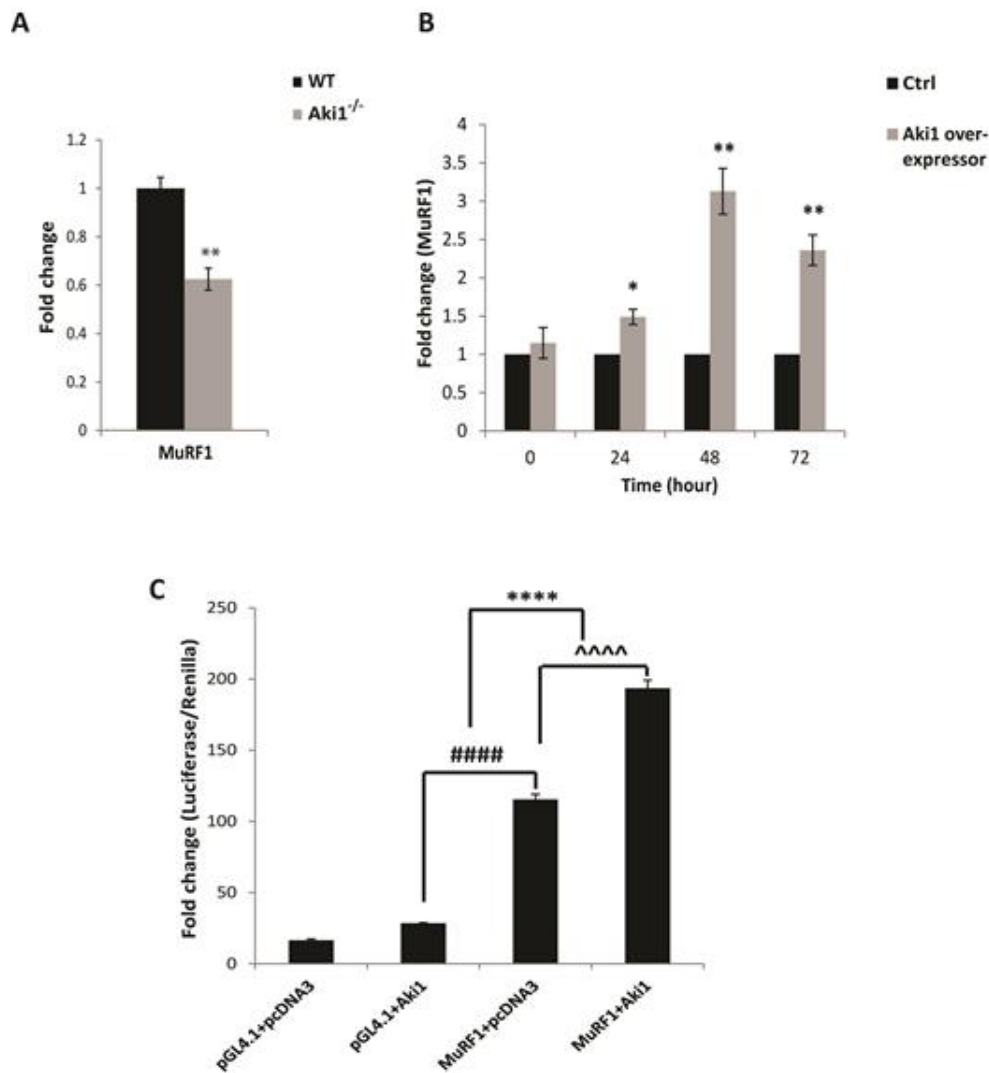 A
WT
Aki1-/-
Fold change
1.2
1
0.8
0.6
0.4
0.2
0
**
MuRF1
B
Ctrl
Aki1 over-
expressor
Fold change (MuRF1)
4
3.5
3
2.5
2
1.5
1
0.5
0
*
**
**
0 24 48 72
Time (hour)
C
Fold change (Luciferase/Renilla)
250
200
150
100
50
0
****
^^^^
####
pGL4.1+pcDNA3
pGL4.1+Aki1
MuRF1+pcDNA3
MuRF1+Aki1